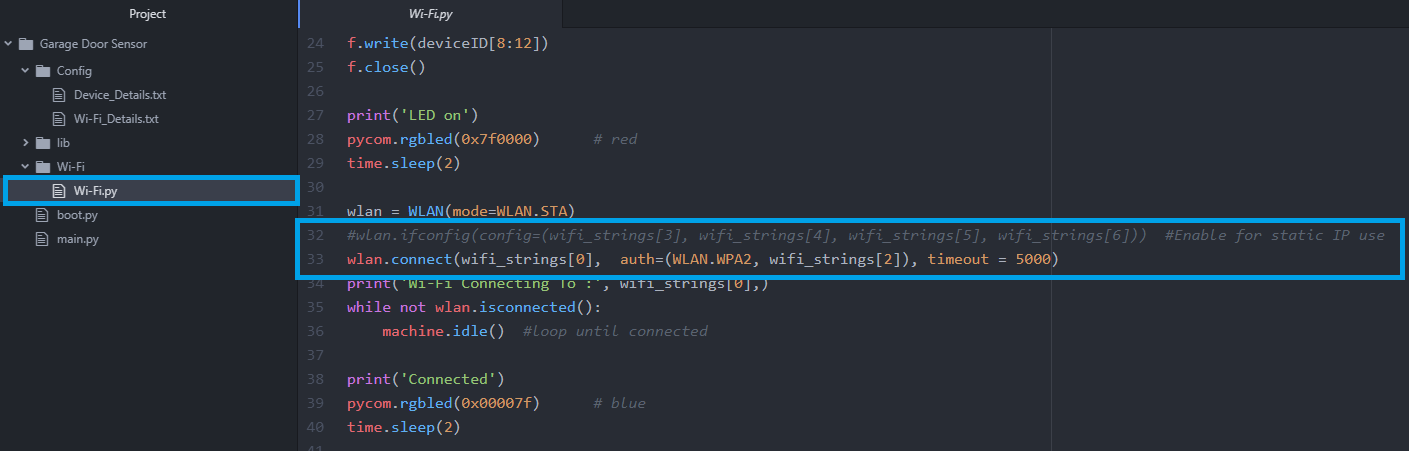 Project
Garage Door Sensor
Config
Device_Details.txt
Wi-Fi_Details.txt
lib
Wi-Fi
Wi-Fi.py
boot.py
main.py
Wi-Fi.py
24 f.write(deviceID[8:12])
25 f.close()
26
27 print('LED on')
28 pycom.rgbled(0x7f0000) # red
29 time.sleep(2)
30
31 wlan = WLAN(mode=WLAN.STA)
32 #wlan.ifconfig(config=(wifi_strings[3], wifi_strings[4], wifi_strings[5], wifi_strings[6])) #Enable for static IP use
33 wlan.connect(wifi_strings[0], auth=(WLAN.WPA2, wifi_strings[2]), timeout = 5000)
34 print('Wi-Fi Connecting To :', wifi_strings[0],)
35 while not wlan.isconnected():
36 machine.idle() #loop until connected
37
38 print('Connected')
39 pycom.rgbled(0x00007f) # blue
40 time.sleep(2)
41